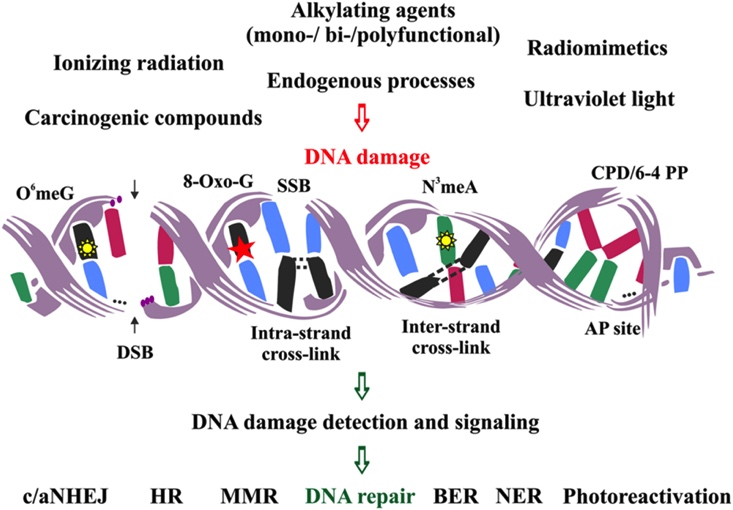 Alkylating agents
(mono-/ bi-/polyfunctional)
Ionizing radiation
Radiomimetics
Endogenous processes
Ultraviolet light
Carcinogenic compounds
DNA damage
O⁶meG
8-Oxo-G
SSB
N³meA
CPD/6-4 PP
...
...
DSB
Intra-strand
cross-link
Inter-strand
cross-link
AP site
DNA damage detection and signaling
c/aNHEJ HR MMR DNA repair BER NER Photoreactivation